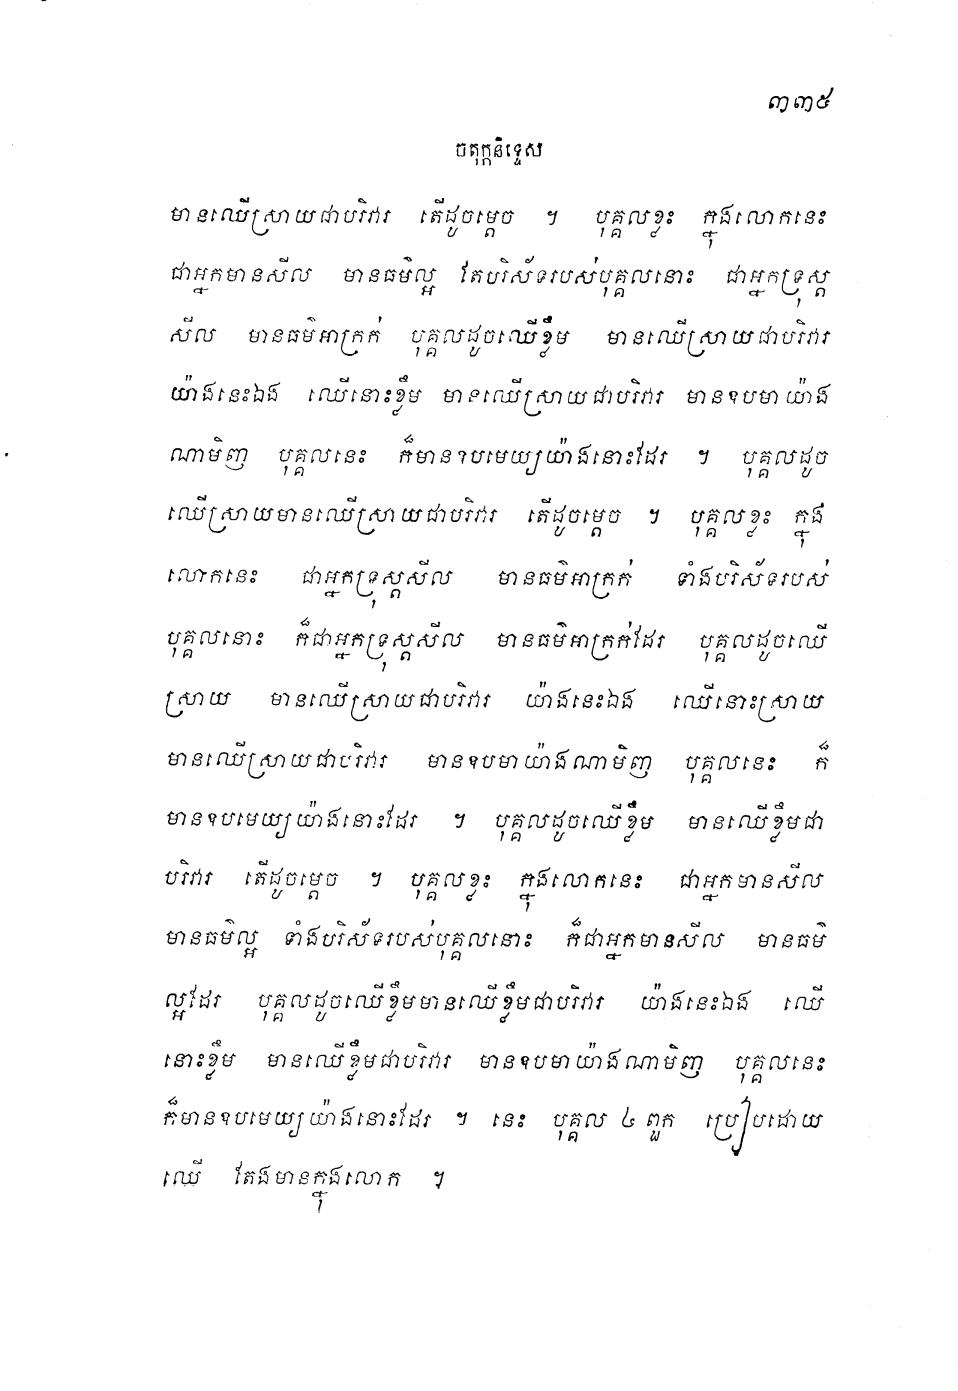 ៣៣៥
ចតុក្កនិទ្ទេស
មានឈើស្រាយជាបរិវារ តើដូចម្តេច ។ បុគ្គលខ្លះ ក្នុងលោកនេះ
ជាអ្នកមានសីល មានធម៌ល្អ តែបរិស័ទរបស់បុគ្គលនោះ ជាអ្នកទ្រុស្ត
សីល មានធម៌អាក្រក់ បុគ្គលដូចឈើខ្លឹម មានឈើស្រាយជាបរិវារ
យ៉ាងនេះឯង ឈើនោះខ្លឹម មានឈើស្រាយជាបរិវារ មានឧបមាយ៉ាង
ណាមិញ បុគ្គលនេះ ក៏មានឧបមេយ្យយ៉ាងនោះដែរ ។ បុគ្គលដូច
ឈើស្រាយមានឈើស្រាយជាបរិវារ តើដូចម្តេច ។ បុគ្គលខ្លះ ក្នុង
លោកនេះ ជាអ្នកទ្រុស្តសីល មានធម៌អាក្រក់ ទាំងបរិស័ទរបស់
បុគ្គលនោះ ក៏ជាអ្នកទ្រុស្តសីល មានធម៌អាក្រក់ដែរ បុគ្គលដូចឈើ
ស្រាយ មានឈើស្រាយជាបរិវារ យ៉ាងនេះឯង ឈើនោះស្រាយ
មានឈើស្រាយជាបរិវារ មានឧបមាយ៉ាងណាមិញ បុគ្គលនេះ ក៏
មានឧបមេយ្យយ៉ាងនោះដែរ ។ បុគ្គលដូចឈើខ្លឹម មានឈើខ្លឹមជា
បរិវារ តើដូចម្តេច ។ បុគ្គលខ្លះ ក្នុងលោកនេះ ជាអ្នកមានសីល
មានធម៌ល្អ ទាំងបរិស័ទរបស់បុគ្គលនោះ ក៏ជាអ្នកមានសីល មានធម៌
ល្អដែរ បុគ្គលដូចឈើខ្លឹមមានឈើខ្លឹមជាបរិវារ យ៉ាងនេះឯង ឈើ
នោះខ្លឹម មានឈើខ្លឹមជាបរិវារ មានឧបមាយ៉ាងណាមិញ បុគ្គលនេះ
ក៏មានឧបមេយ្យយ៉ាងនោះដែរ ។ នេះ បុគ្គល ៤ ពួក ប្រៀបដោយ
ឈើ តែងមានក្នុងលោក ។